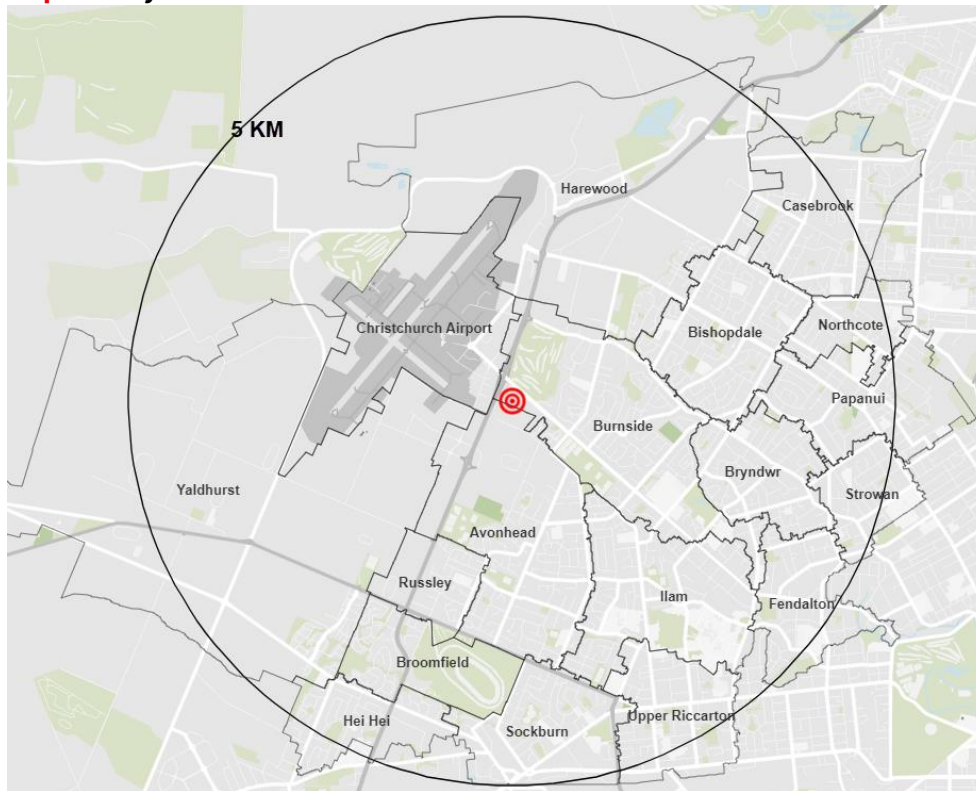 5 KM
Harewood
Casebrook
Christchurch Airport
Bishopdale
Northcote
Papanui
Burnside
Bryndwr
Strowan
Yaldhurst
Avonhead
Russley
Ilam
Fendalton
Broomfield
Hei Hei
Upper Riccarton
Sockburn